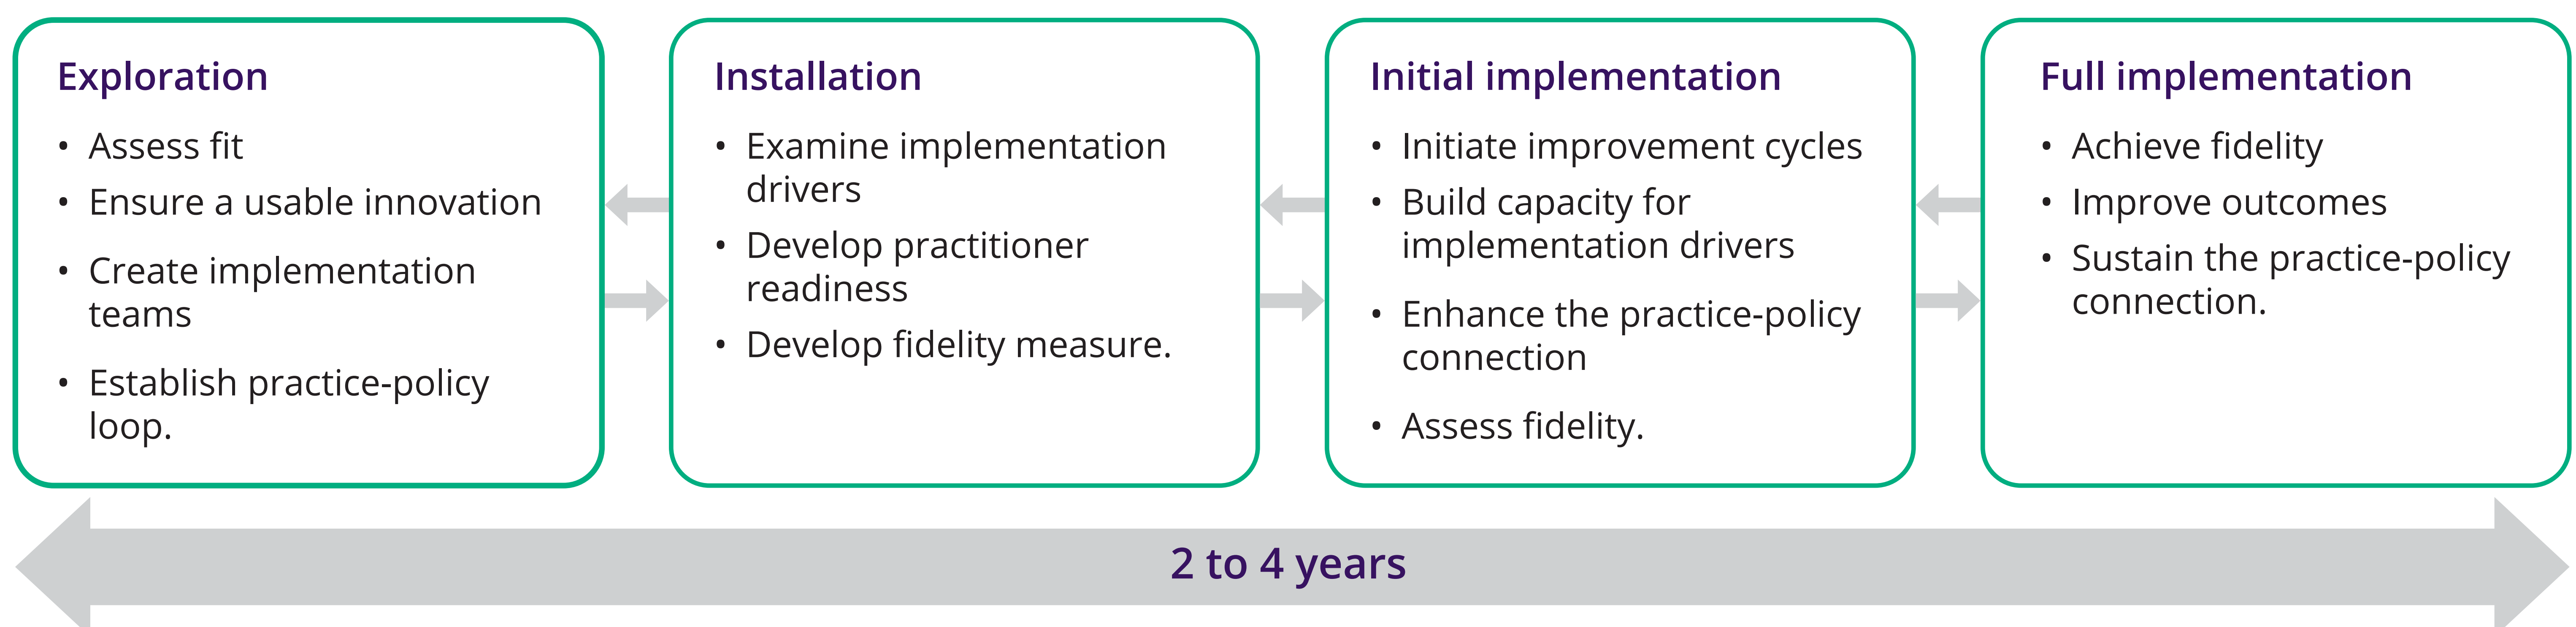 Exploration
• Assess fit
• Ensure a usable innovation
• Create implementation
teams
• Establish practice-policy
loop.
Installation
• Examine implementation
drivers
• Develop practitioner
readiness
• Develop fidelity measure.
Initial implementation
• Initiate improvement cycles
• Build capacity for
implementation drivers
• Enhance the practice-policy
connection
• Assess fidelity.
Full implementation
• Achieve fidelity
• Improve outcomes
• Sustain the practice-policy
connection.
2 to 4 years